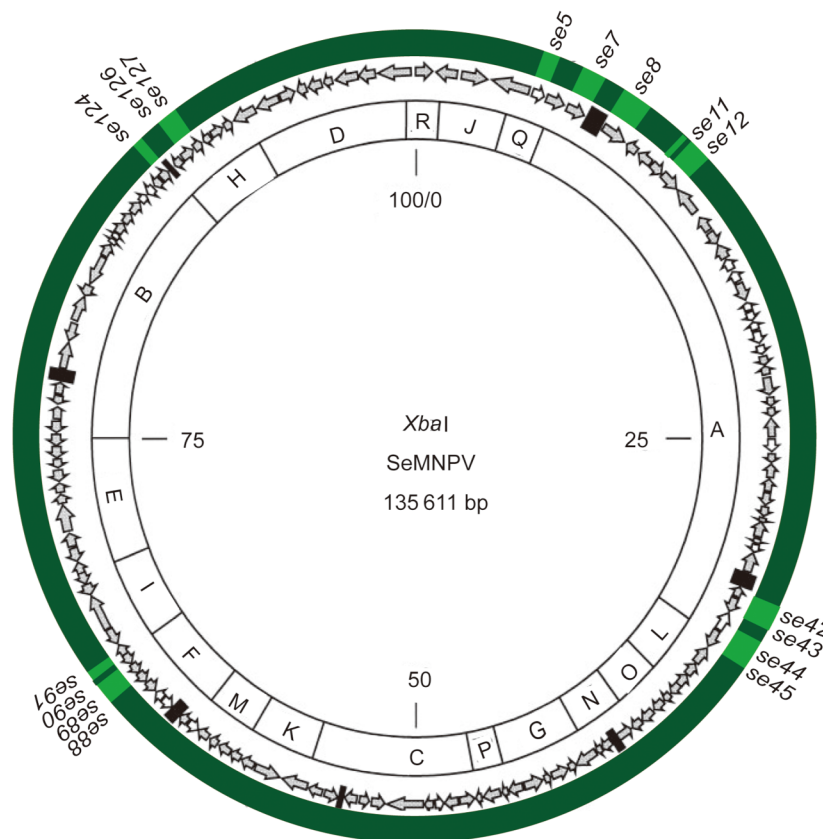 se5
se7
se8
se11
se12
se124
se126
se127
R
J
Q
D
H
B
A
100/0
XbaI
SeMNPV
135 611 bp
75
25
50
E
I
F
M
K
C
P
G
N
O
L
se42
se43
se44
se45
se91
se90
se89
se88